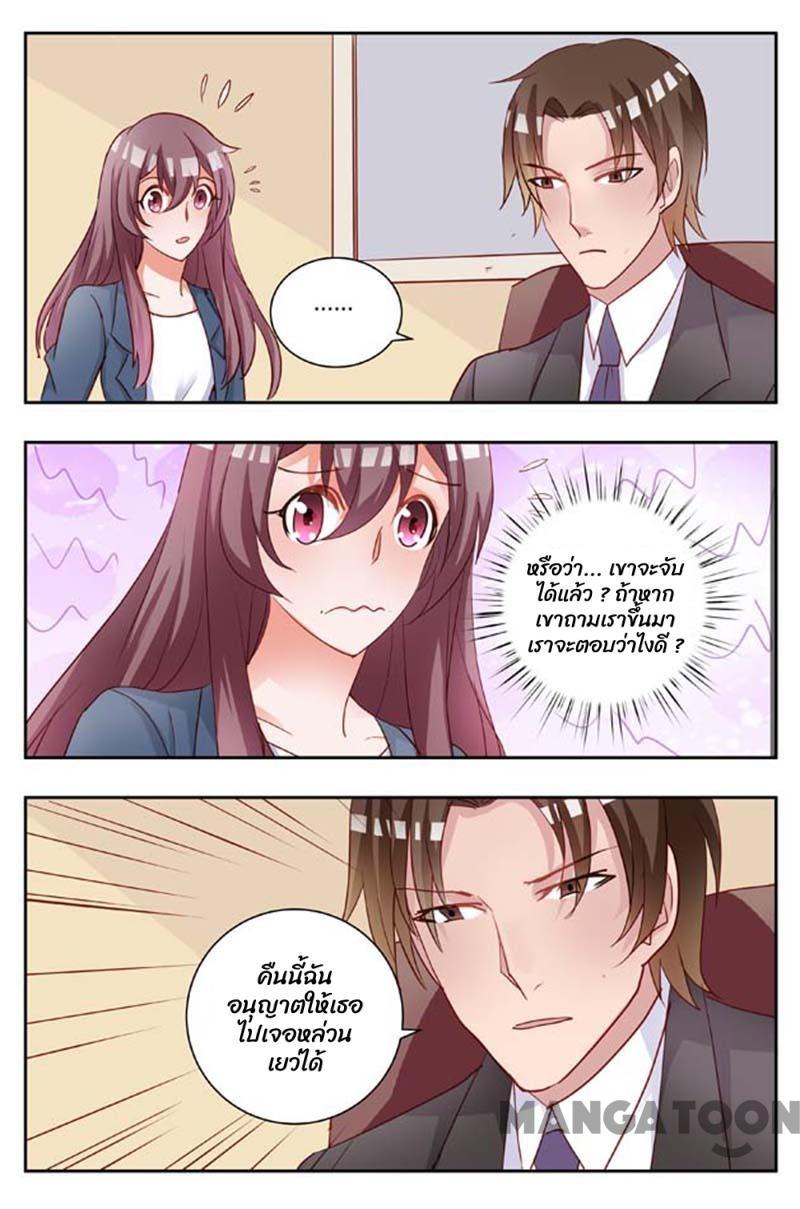 ......
หรือว่า... เขาจะจับ
ได้แล้ว ? ถ้าหาก
เขาถามเราขึ้นมา
เราจะตอบว่าไงดี ?
คืนนี้ฉัน
อนุญาตให้เธอ
ไปเจอหล่วน
เยว่ได้
MANGATOON